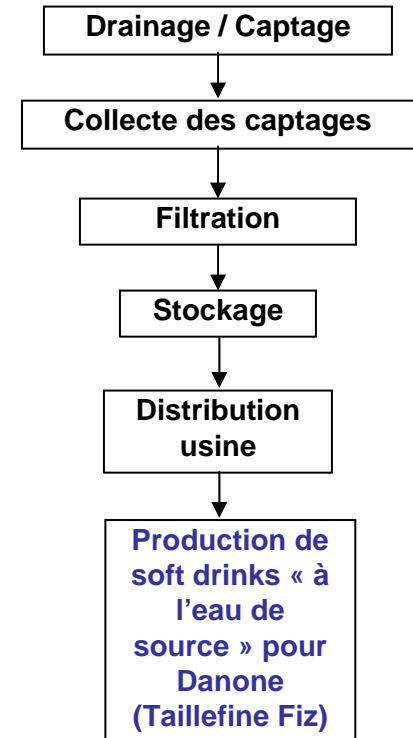 Drainage / Captage
Collecte des captages
Filtration
Stockage
Distribution
usine
Production de
soft drinks « à
l'eau de
source » pour
Danone
(Taillefine Fiz)